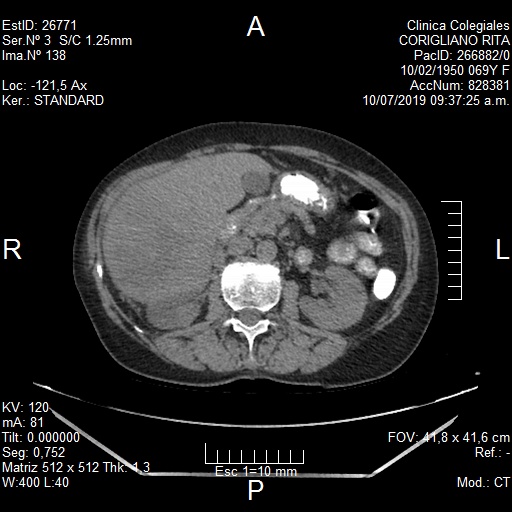 EstID: 26771
Ser.Nº 3 S/C 1.25mm
Ima.Nº 138
Loc: -121,5 Ax
Ker.: STANDARD
A
Clinica Colegiales
CORIGLIANO RITA
PacID: 266882/0
10/02/1950 069Y F
AccNum: 828381
10/07/2019 09:37:25 a.m.
R
L
KV: 120
mA: 81
Tilt: 0.000000
Seg: 0,752
Matriz 512 x 512 Thk: 1.3
W:400 L:40
Esc 1=10 mm
P
FOV: 41,8 x 41,6 cm
Ref.: -
Mod.: CT